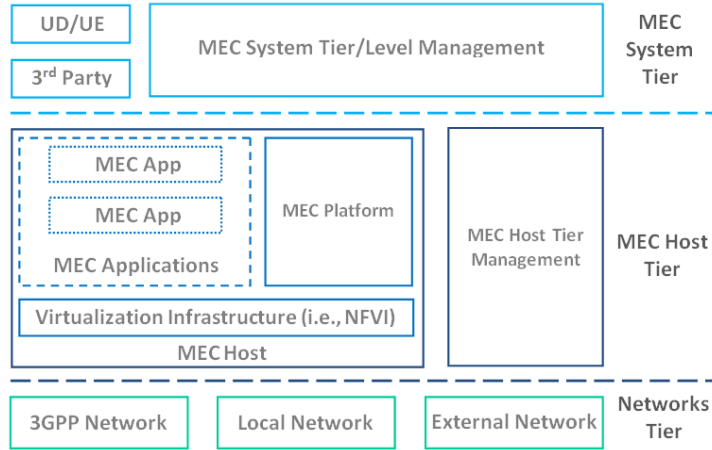 UD/UE
3rd Party
MEC System Tier/Level Management
MEC
System
Tier
MEC App
MEC App
MEC Applications
MEC Platform
Virtualization Infrastructure (i.e., NFVI)
MEC Host
MEC Host Tier
Management
MEC Host
Tier
3GPP Network
Local Network
External Network
Networks
Tier